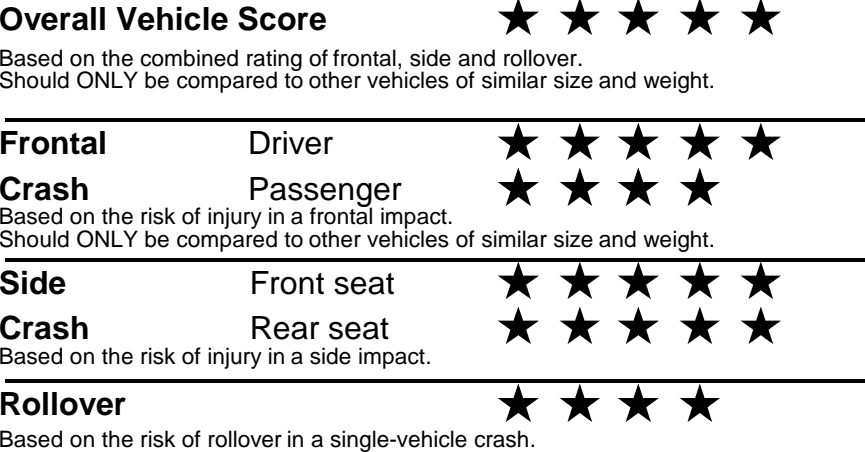 Overall Vehicle Score ★ ★ ★ ★ ★
Based on the combined rating of frontal, side and rollover.
Should ONLY be compared to other vehicles of similar size and weight.
Frontal Driver ★ ★ ★ ★ ★
Crash Passenger ★ ★ ★ ★
Based on the risk of injury in a frontal impact.
Should ONLY be compared to other vehicles of similar size and weight.
Side Front seat ★ ★ ★ ★ ★
Crash Rear seat ★ ★ ★ ★ ★
Based on the risk of injury in a side impact.
Rollover ★ ★ ★ ★
Based on the risk of rollover in a single-vehicle crash.